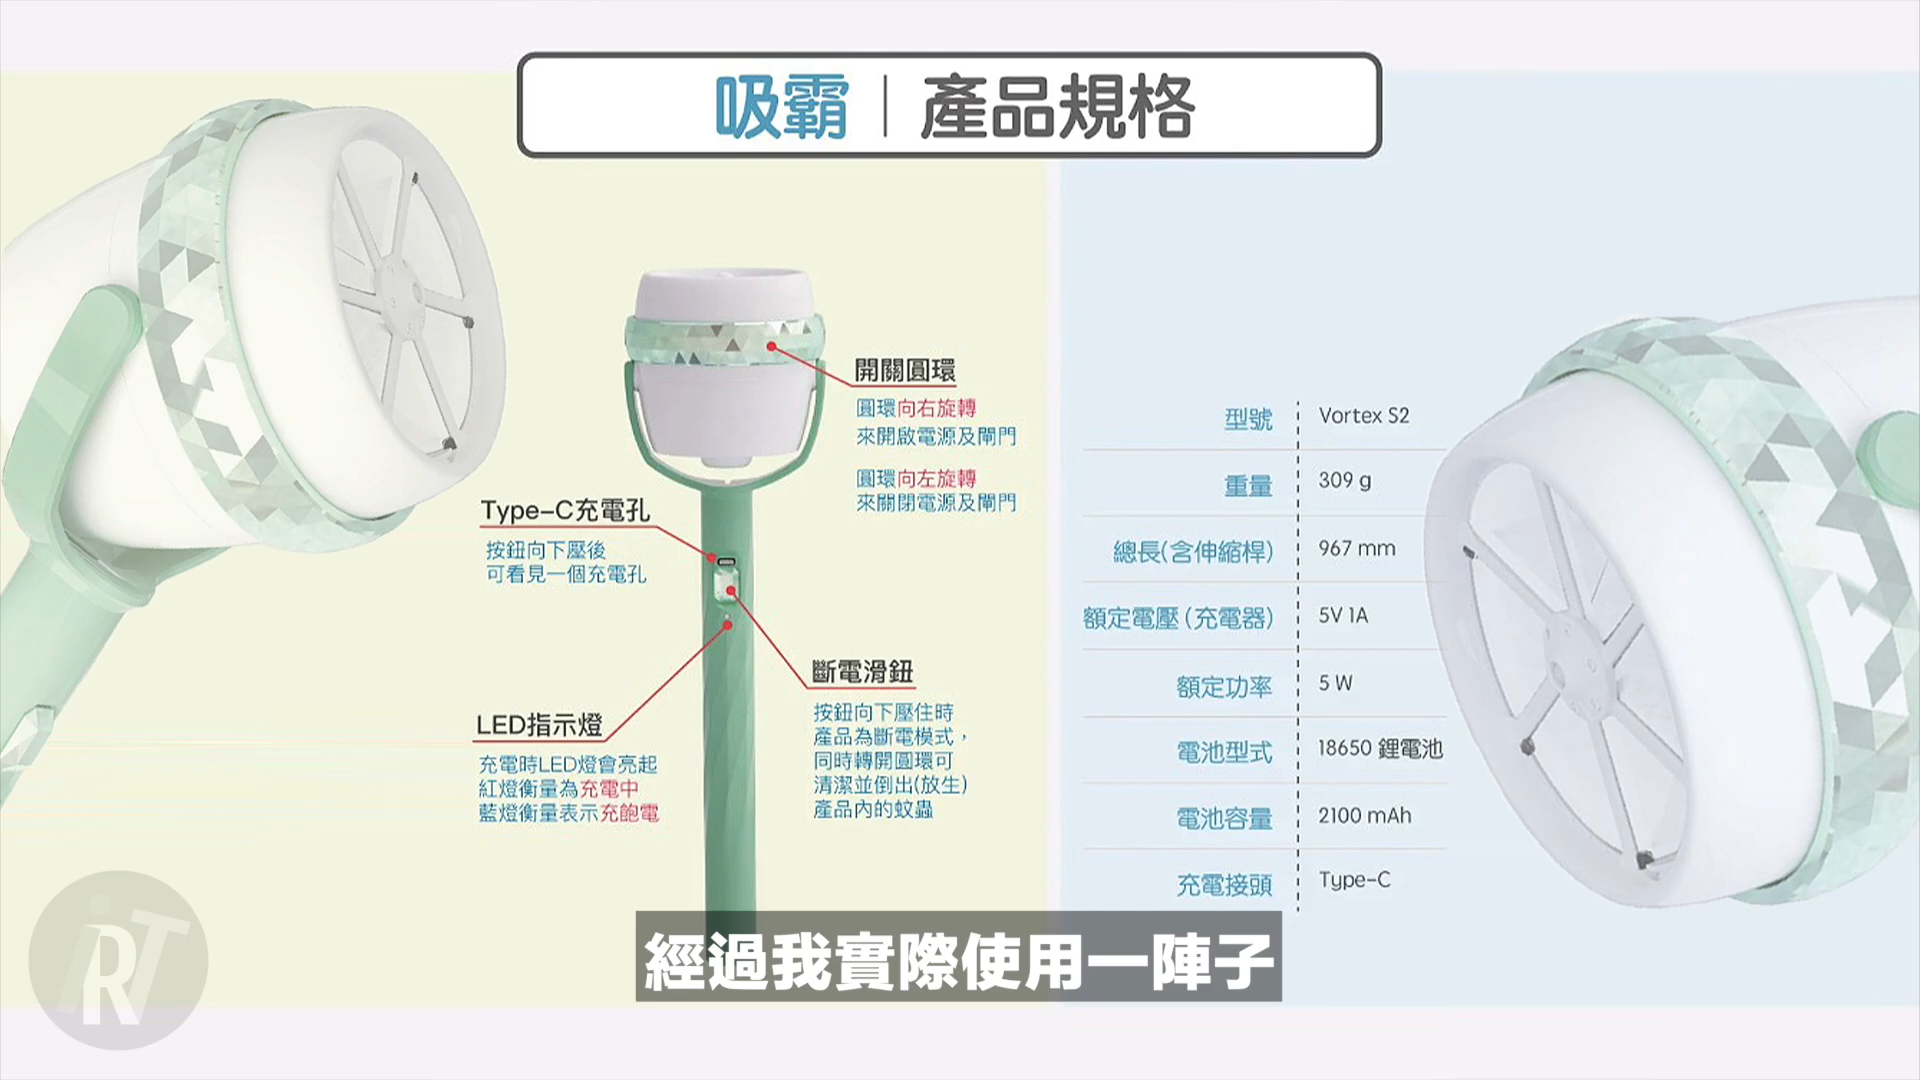 吸霸｜產品規格
開關圓環
圓環向右旋轉
來開啟電源及閘門
圓環向左旋轉
來關閉電源及閘門
Type-C充電孔
按鈕向下壓後
可看見一個充電孔
斷電滑鈕
按鈕向下壓住時
產品為斷電模式，
同時轉開圓環可
清潔並倒出(放生)
產品內的蚊蟲
LED指示燈
充電時LED燈會亮起
紅燈衡量為充電中
藍燈衡量表示充飽電
型號 Vortex S2
重量 309 g
總長(含伸縮桿) 967 mm
額定電壓(充電器) 5V 1A
額定功率 5 W
電池型式 18650 鋰電池
電池容量 2100 mAh
充電接頭 Type-C
iRT
經過我實際使用一陣子